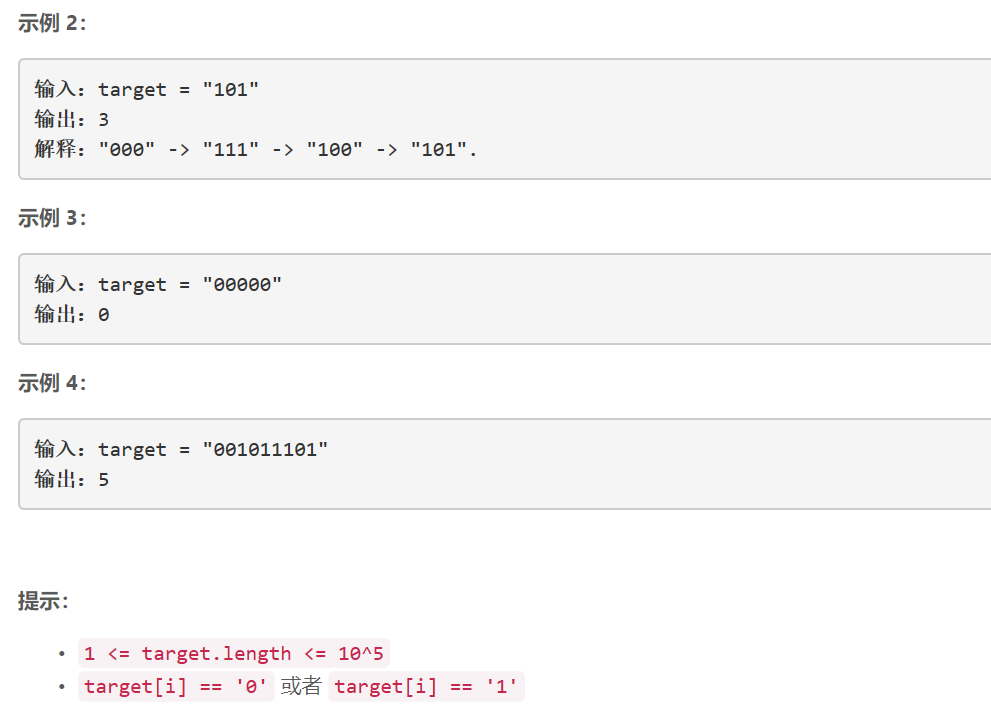 示例 2：
输入：target = "101"
输出：3
解释："000" -> "111" -> "100" -> "101".
示例 3：
输入：target = "00000"
输出：0
示例 4：
输入：target = "001011101"
输出：5
提示：
• 1 <= target.length <= 10^5
• target[i] == '0' 或者 target[i] == '1'